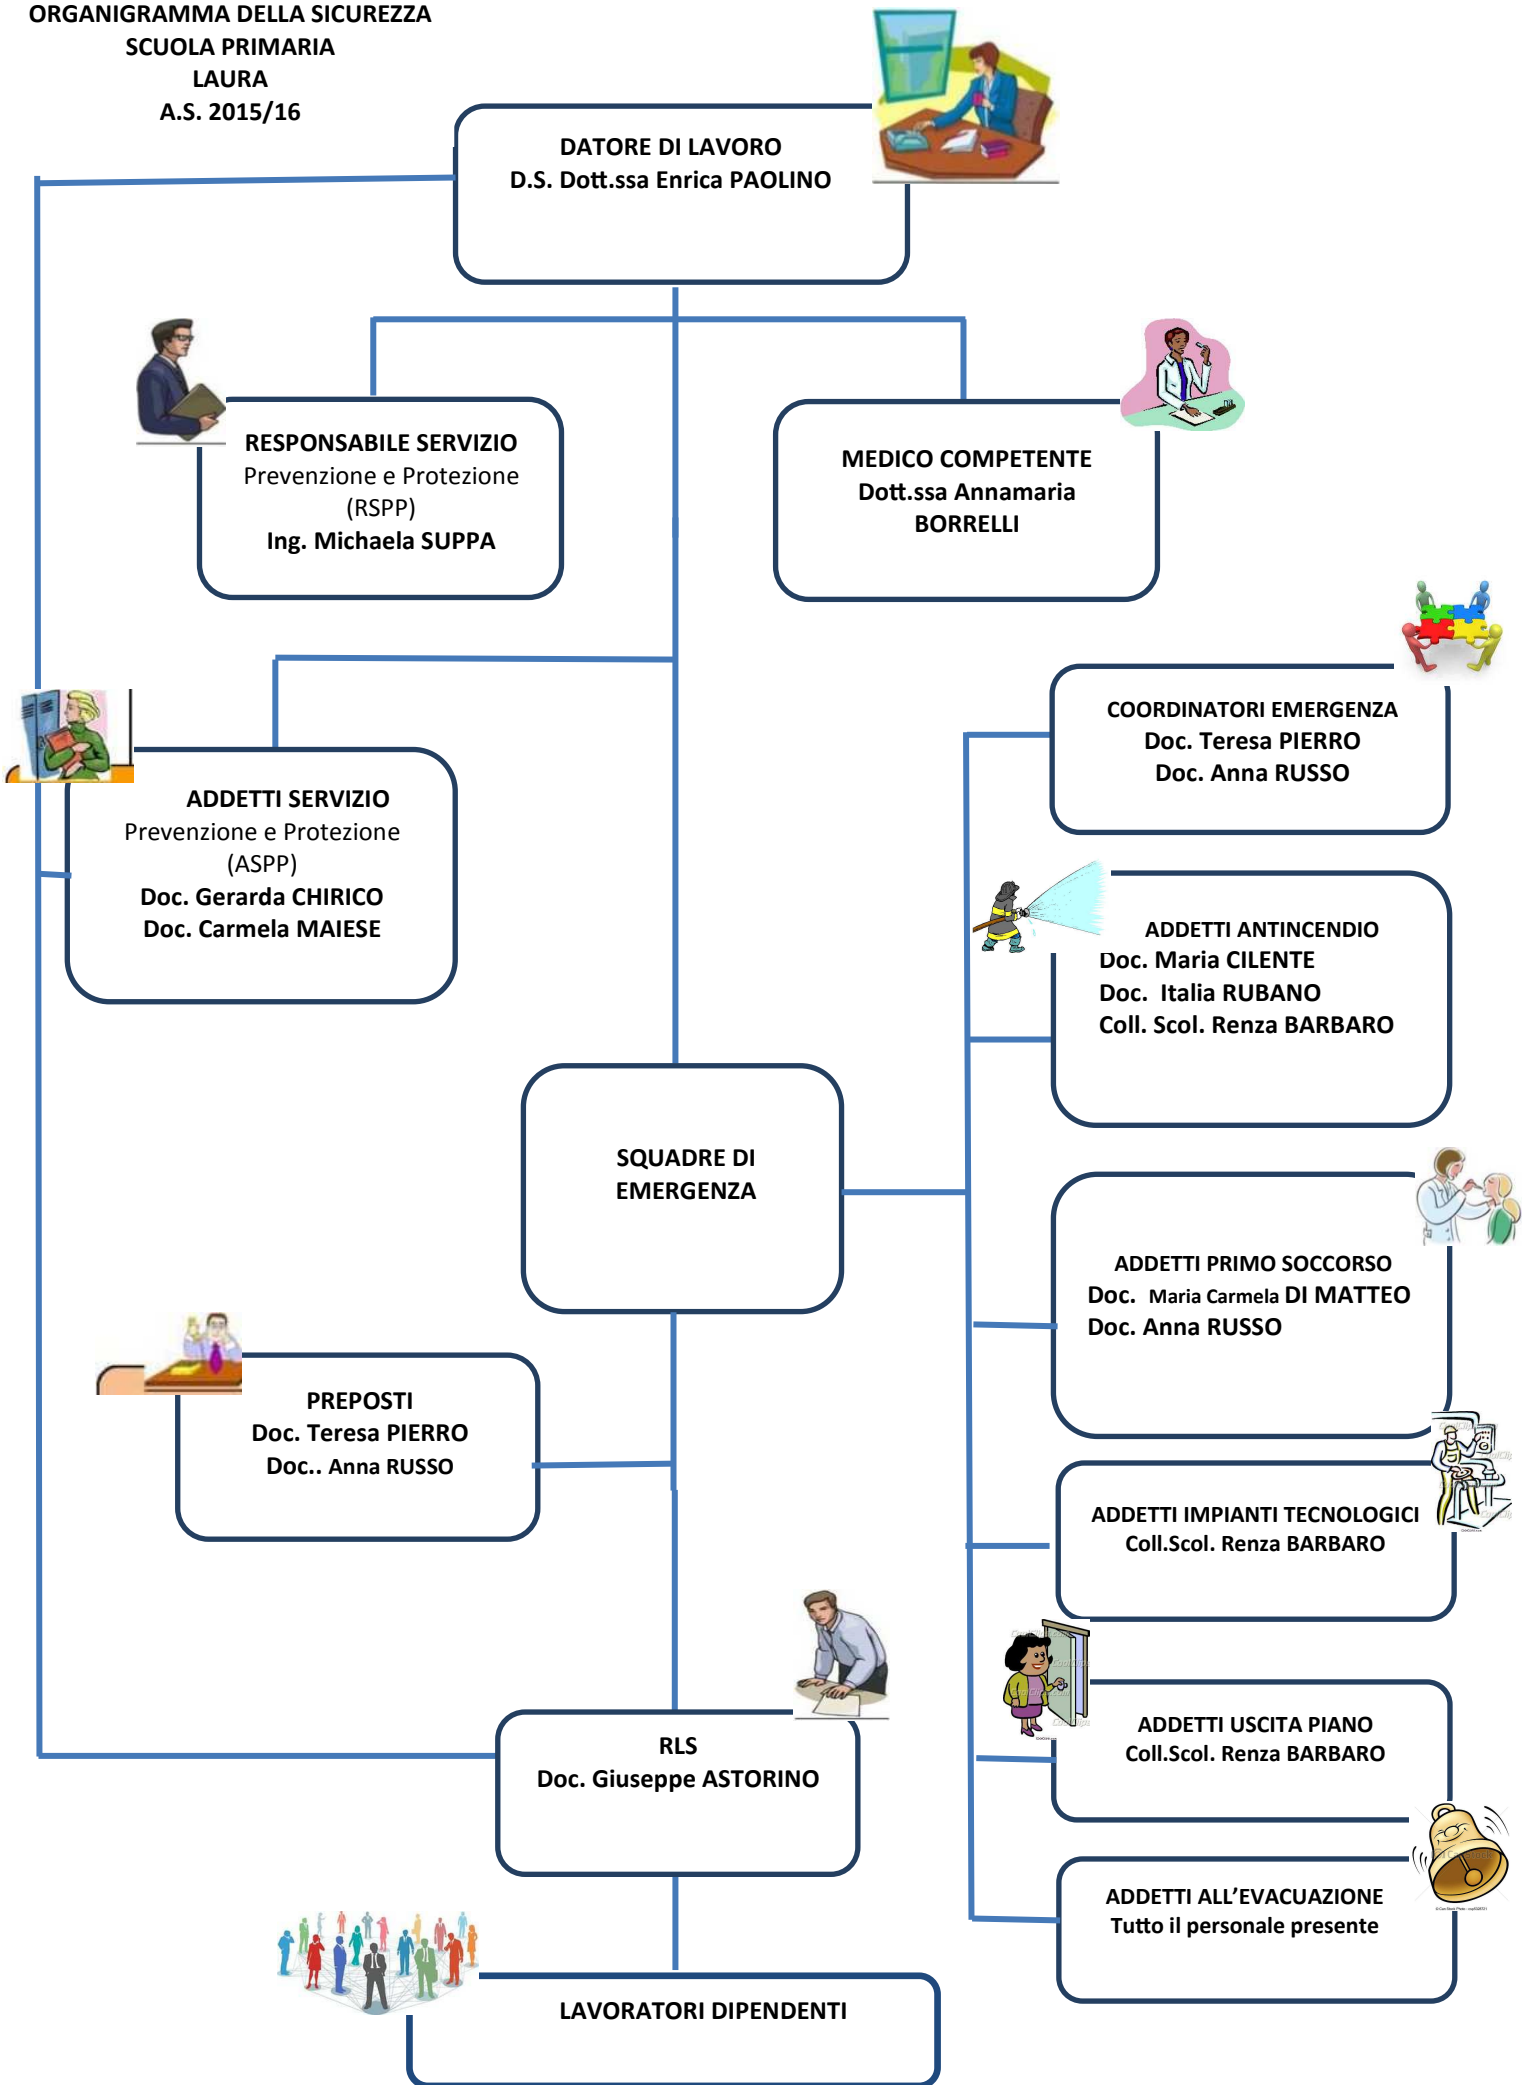 ORGANIGRAMMA DELLA SICUREZZA
SCUOLA PRIMARIA
LAURA
A.S. 2015/16
DATORE DI LAVORO
D.S. Dott.ssa Enrica PAOLINO
RESPONSABILE SERVIZIO
Prevenzione e Protezione
(RSPP)
Ing. Michaela SUPPA
MEDICO COMPETENTE
Dott.ssa Annamaria
BORRELLI
COORDINATORI EMERGENZA
Doc. Teresa PIERRO
Doc. Anna RUSSO
ADDETTI SERVIZIO
Prevenzione e Protezione
(ASPP)
Doc. Gerarda CHIRICO
Doc. Carmela MAIESE
ADDETTI ANTINCENDIO
Doc. Maria CILENTE
Doc. Italia RUBANO
Coll. Scol. Renza BARBARO
SQUADRE DI
EMERGENZA
ADDETTI PRIMO SOCCORSO
Doc. Maria Carmela DI MATTEO
Doc. Anna RUSSO
PREPOSTI
Doc. Teresa PIERRO
Doc.. Anna RUSSO
ADDETTI IMPIANTI TECNOLOGICI
Coll.Scol. Renza BARBARO
ADDETTI USCITA PIANO
Coll.Scol. Renza BARBARO
RLS
Doc. Giuseppe ASTORINO
ADDETTI ALL’EVACUAZIONE
Tutto il personale presente
LAVORATORI DIPENDENTI